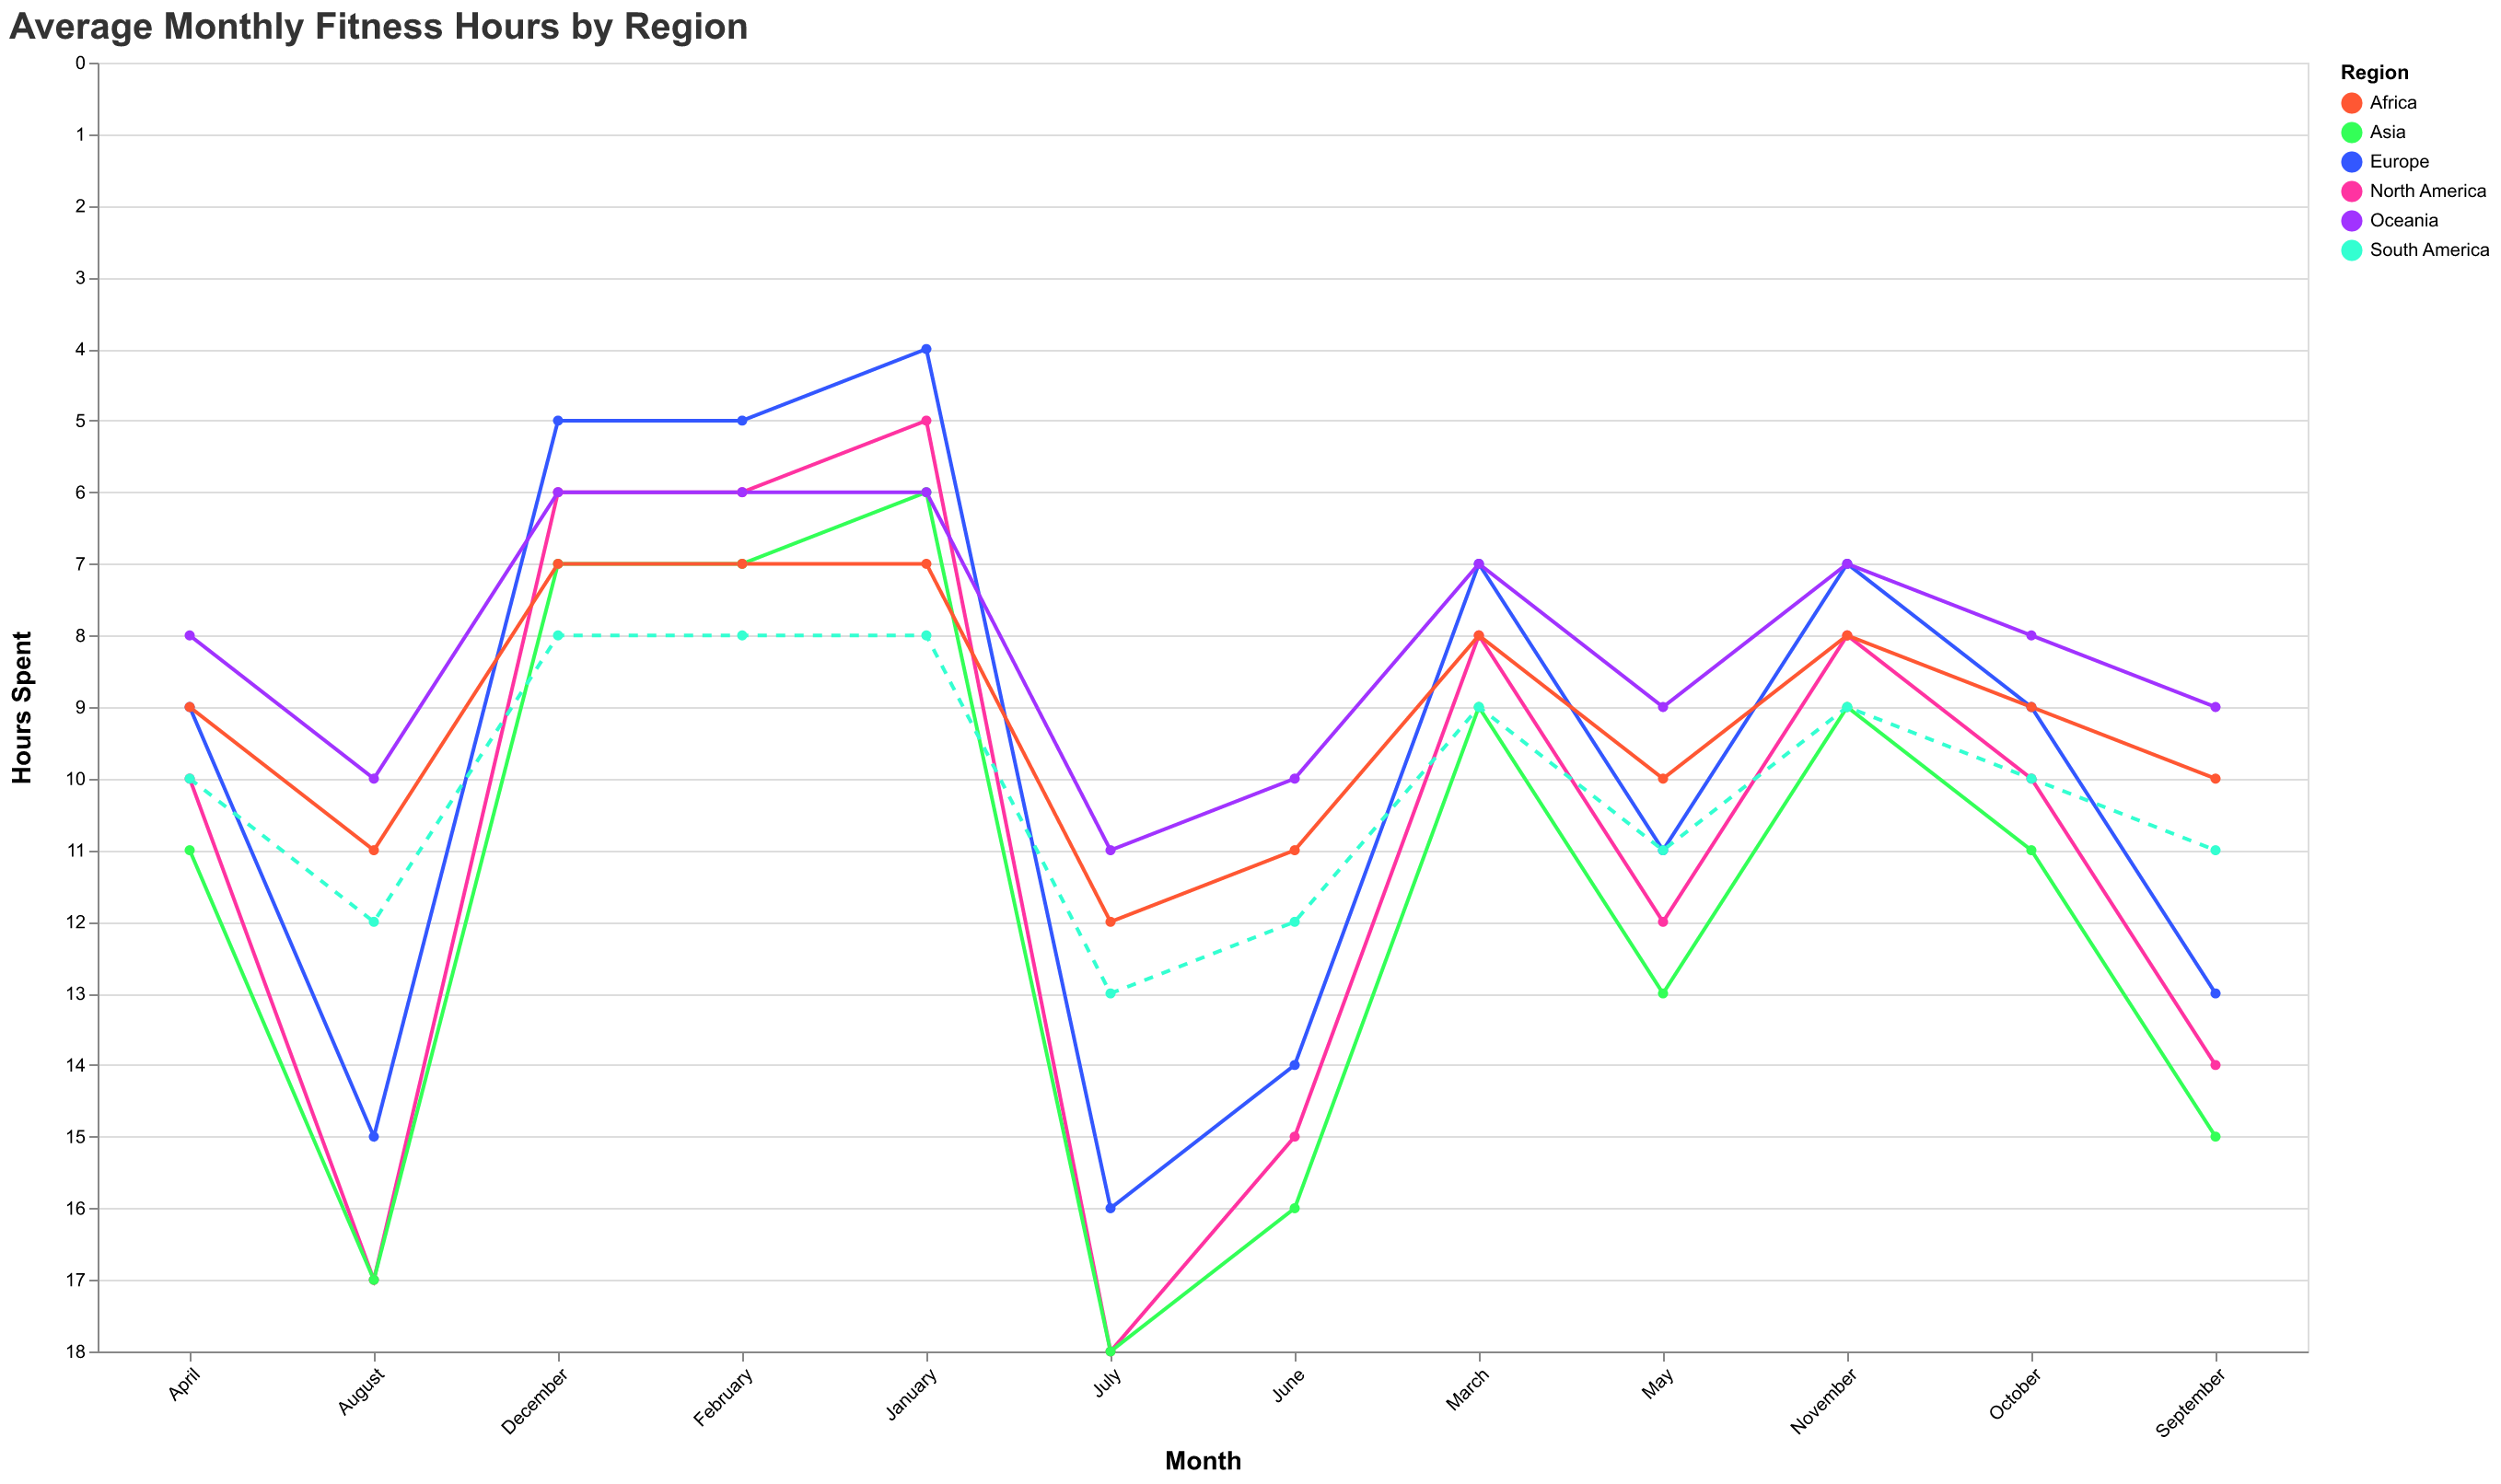 Average Monthly Fitness Hours by Region
0
1
2
3
4
5
6
7
8
9
10
11
12
13
14
15
16
17
18
Hours Spent
April
August
December
February
January
July
June
March
May
November
October
September
Month
Region
Africa
Asia
Europe
North America
Oceania
South America